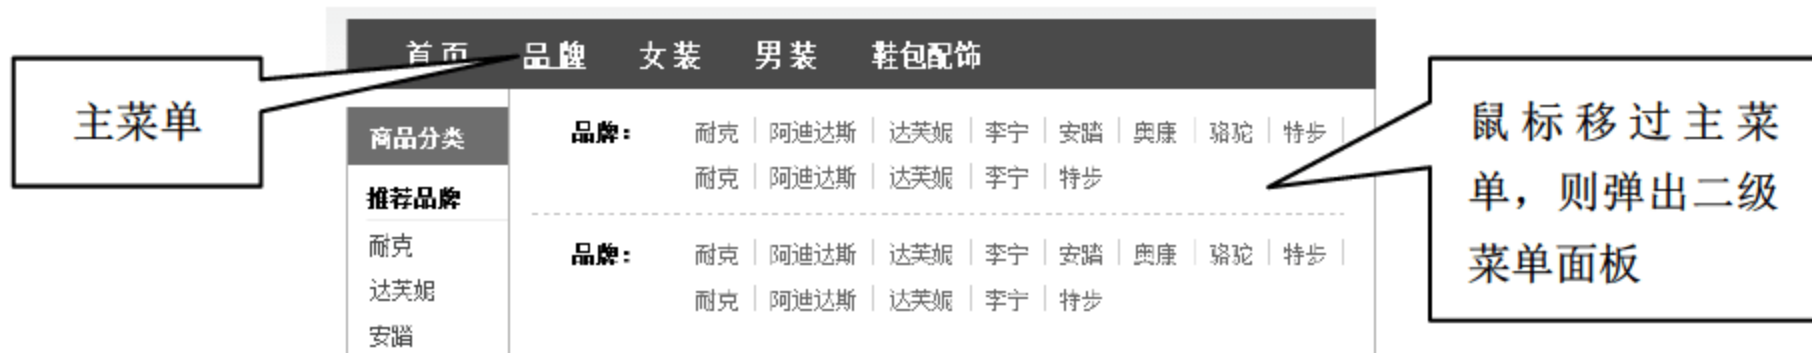 首页 品牌 女装 男装 鞋包配饰
主菜单
商品分类
推荐品牌
耐克
达芙妮
安踏
品牌： 耐克 | 阿迪达斯 | 达芙妮 | 李宁 | 安踏 | 奥康 | 骆驼 | 特步 |
耐克 | 阿迪达斯 | 达芙妮 | 李宁 | 特步
品牌： 耐克 | 阿迪达斯 | 达芙妮 | 李宁 | 安踏 | 奥康 | 骆驼 | 特步 |
耐克 | 阿迪达斯 | 达芙妮 | 李宁 | 特步
鼠标移过主菜
单，则弹出二级
菜单面板